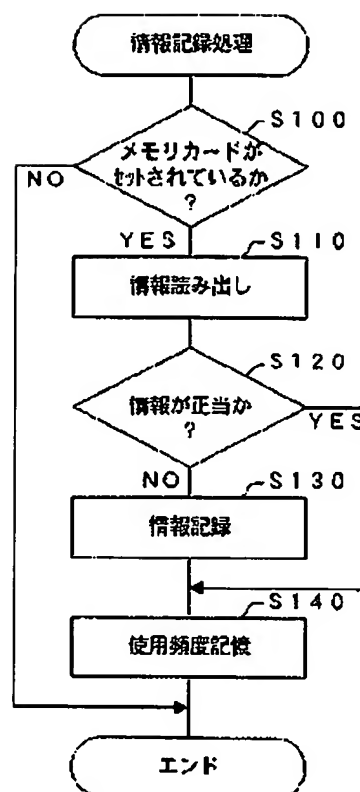 情報記録処理
S100
メモリカードが
セットされているか
?
NO
YES
S110
情報読み出し
S120
情報が正当か
?
YES
NO
S130
情報記録
S140
使用頻度記憶
エンド